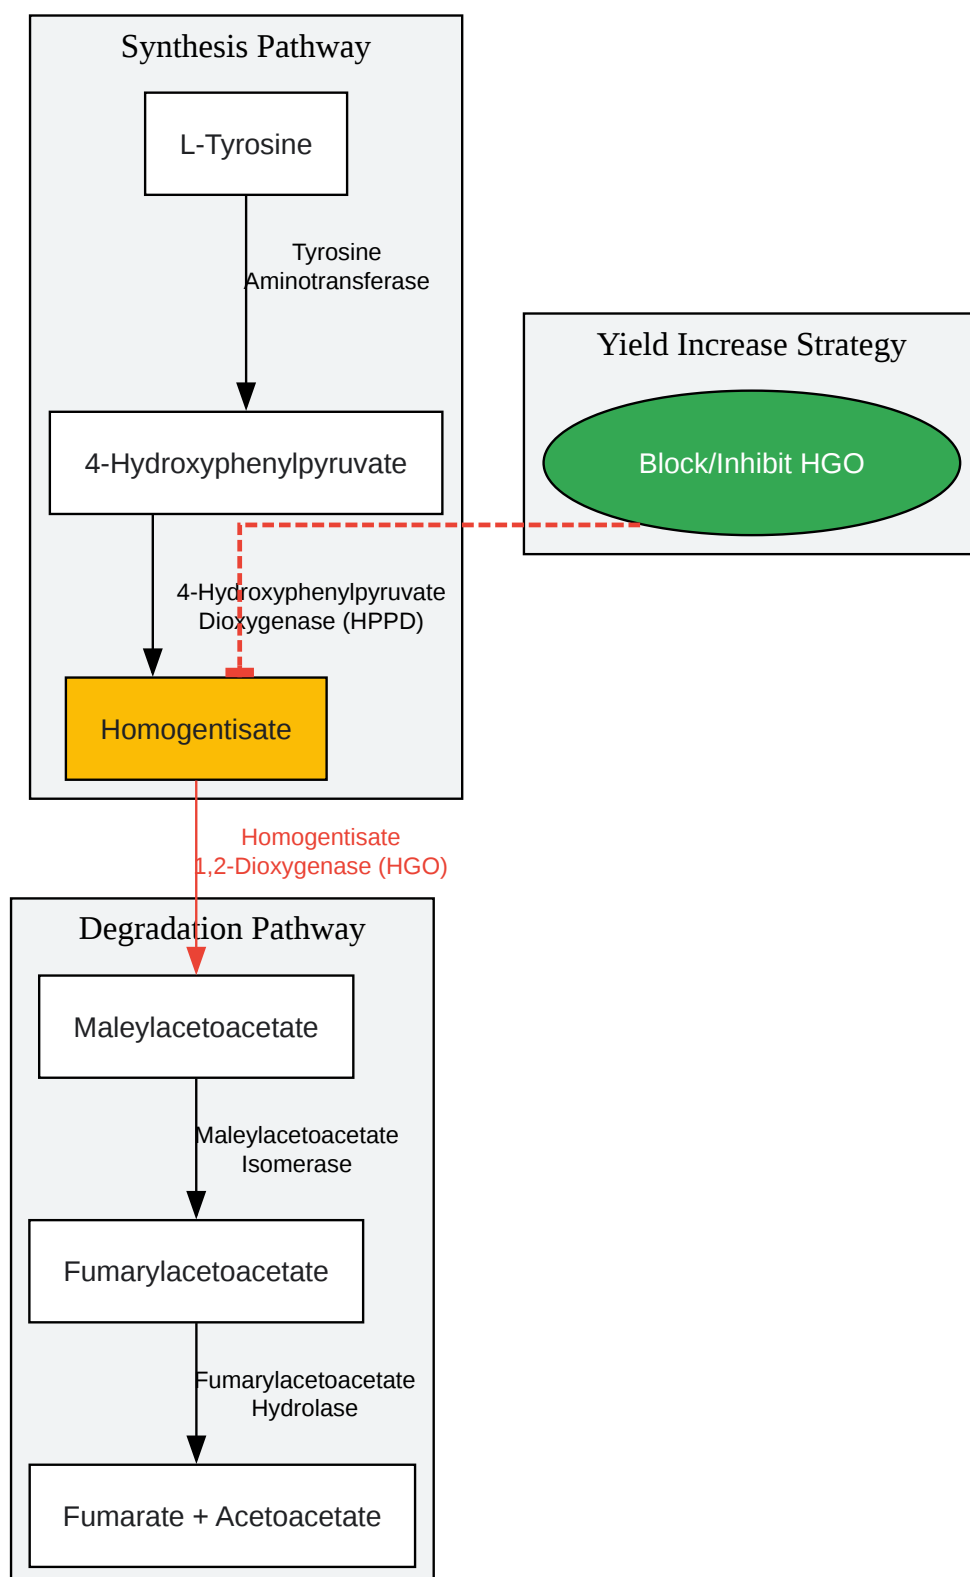 Synthesis Pathway
L-Tyrosine
Tyrosine
Aminotransferase
Yield Increase Strategy
Block/Inhibit HGO
4-Hydroxyphenylpyruvate
4-Hydroxyphenylpyruvate
Dioxygenase (HPPD)
Homogentisate
Homogentisate
1,2-Dioxygenase (HGO)
Degradation Pathway
Maleylacetoacetate
Maleylacetoacetate
Isomerase
Fumarylacetoacetate
Fumarylacetoacetate
Hydrolase
Fumarate + Acetoacetate